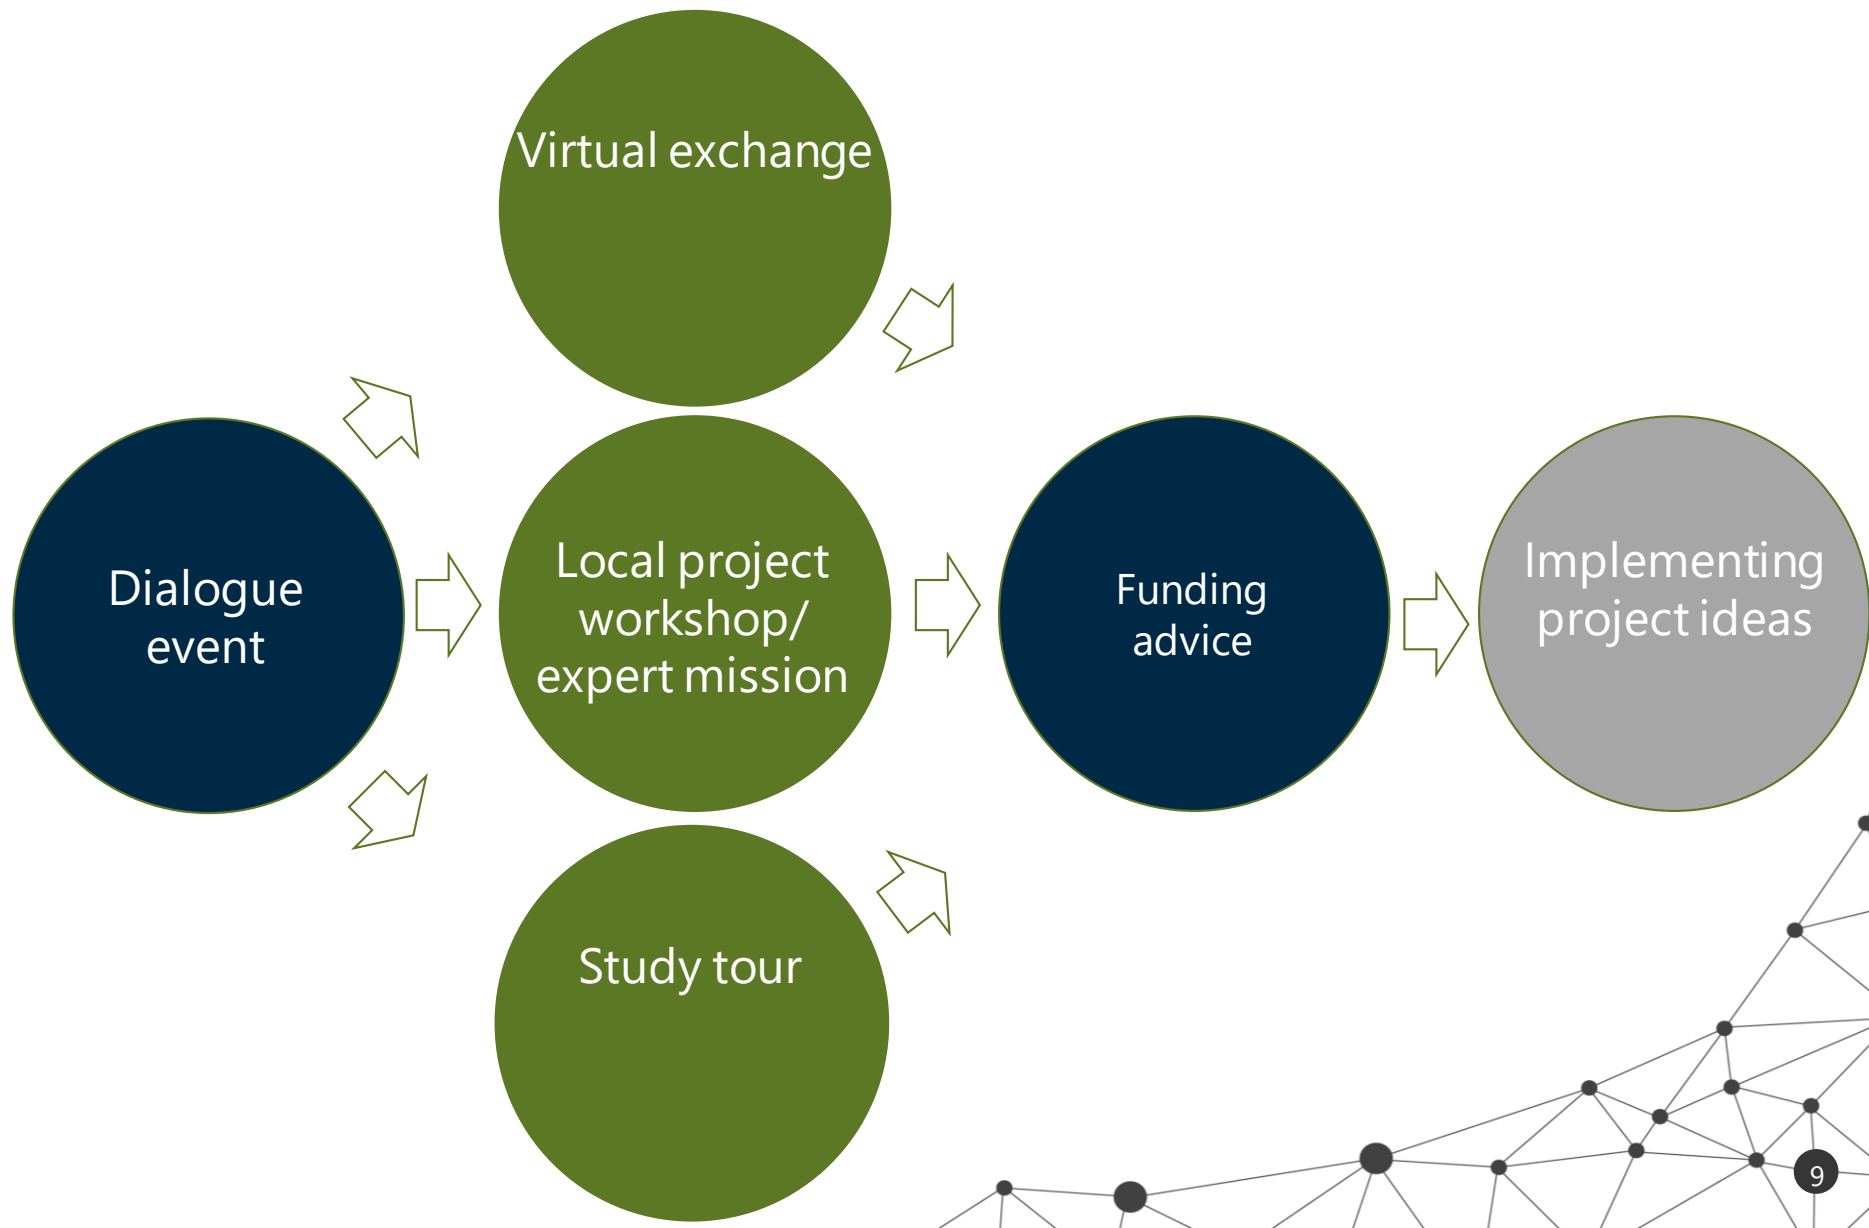 Virtual exchange
Dialogue
event
Local project
workshop/
expert mission
Funding
advice
Implementing
project ideas
Study tour
9